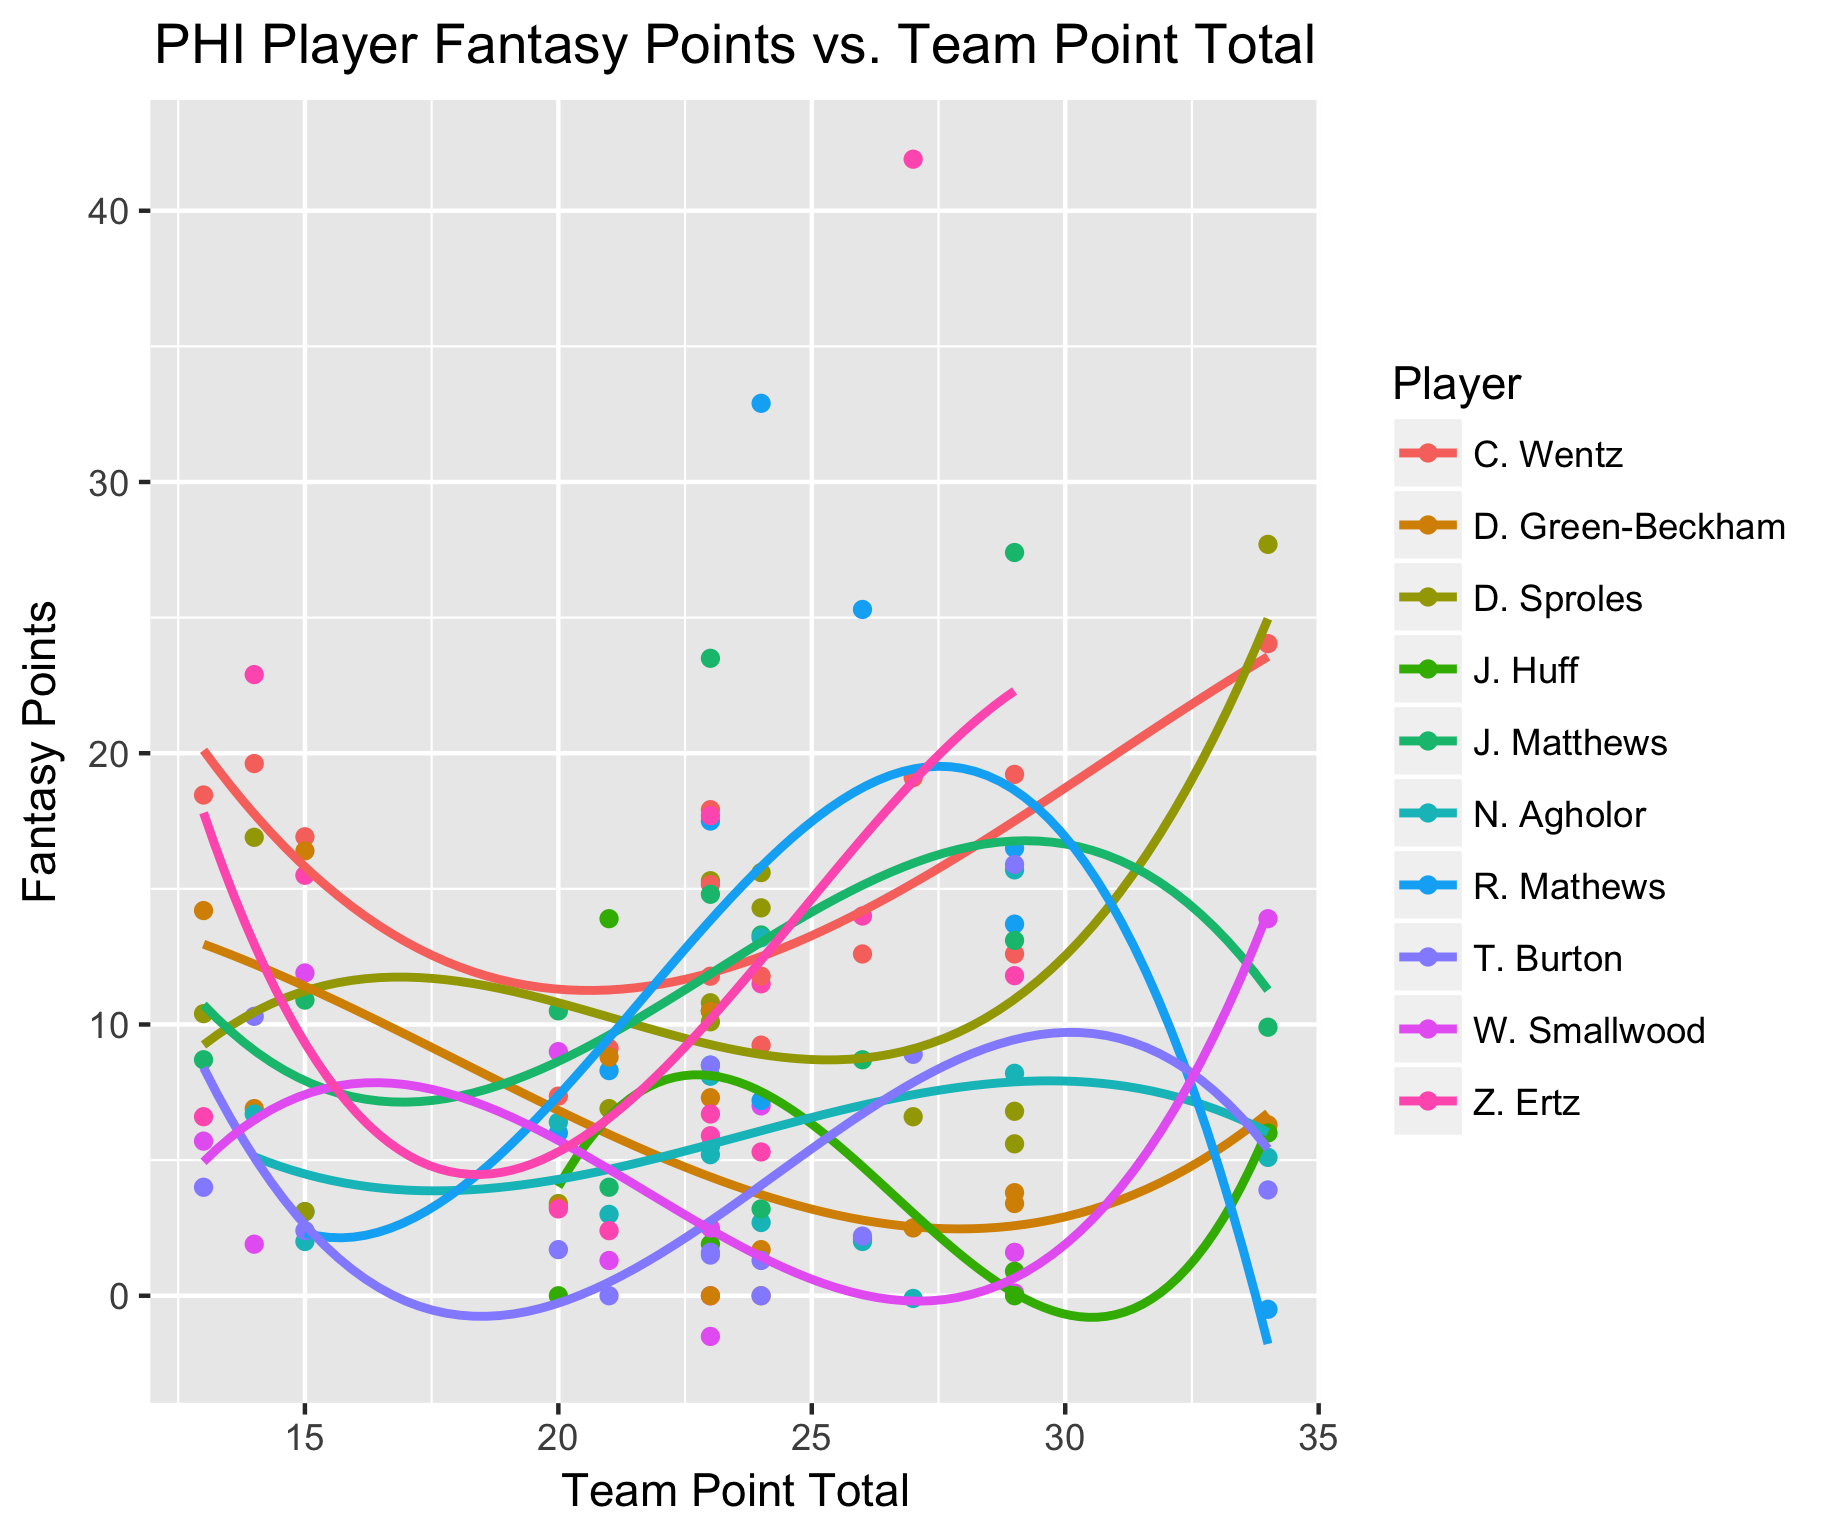 PHI Player Fantasy Points vs. Team Point Total
40
30
20
10
0
Fantasy Points
15
20
25
30
35
Team Point Total
Player
C. Wentz
D. Green-Beckham
D. Sproles
J. Huff
J. Matthews
N. Agholor
R. Mathews
T. Burton
W. Smallwood
Z. Ertz